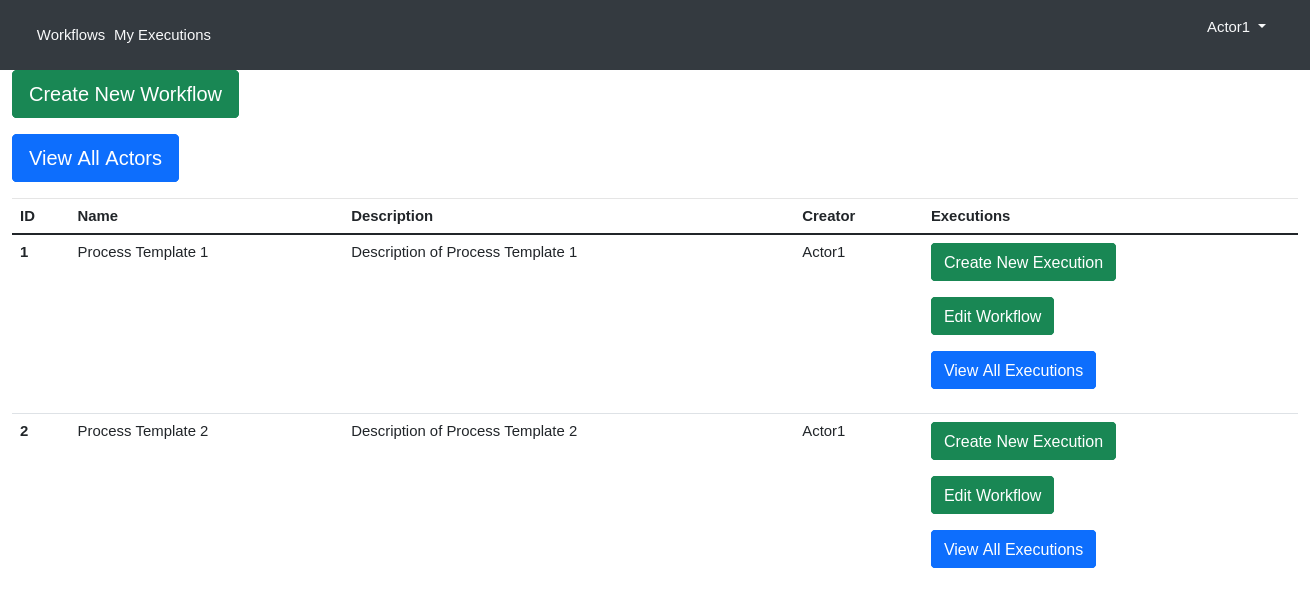 Workflows My Executions Actor1
Create New Workflow
View All Actors
ID Name Description Creator Executions
1 Process Template 1 Description of Process Template 1 Actor1 Create New Execution
Edit Workflow
View All Executions
2 Process Template 2 Description of Process Template 2 Actor1 Create New Execution
Edit Workflow
View All Executions